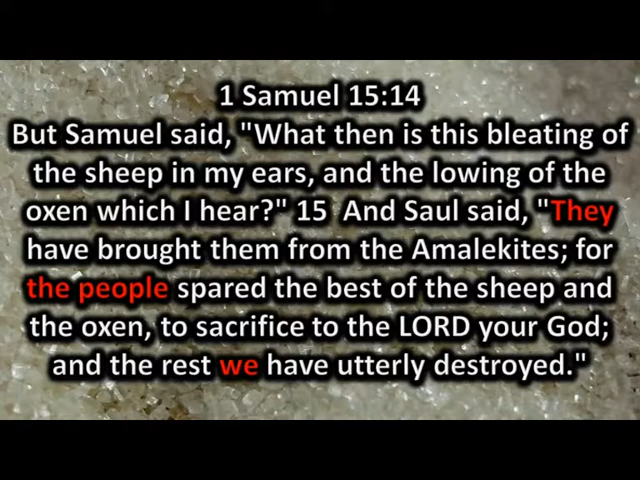 1 Samuel 15:14
But Samuel said, "What then is this bleating of
the sheep in my ears, and the lowing of the
oxen which I hear?" 15  And Saul said, "They
have brought them from the Amalekites; for
the people spared the best of the sheep and
the oxen, to sacrifice to the LORD your God;
and the rest we have utterly destroyed."